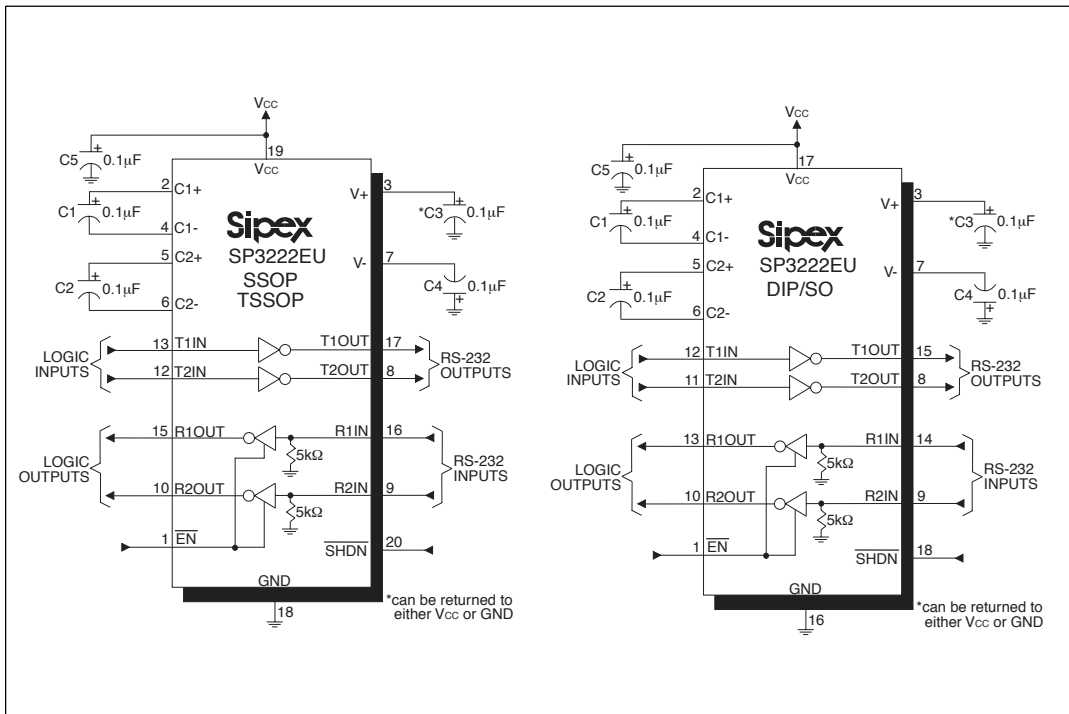 VCC
C5
+
0.1µF
19
VCC
2
C1+
C1
+
0.1µF
4
C1-
5
C2+
C2
+
0.1µF
6
C2-
Sipex
SP3222EU
SSOP
TSSOP
V+
3
*C3
+
0.1µF
V-
7
C4
+
0.1µF
LOGIC
INPUTS
13
T1IN
T1OUT
17
12
T2IN
T2OUT
8
RS-232
OUTPUTS
LOGIC
OUTPUTS
15
R1OUT
R1IN
16
5kΩ
10
R2OUT
R2IN
9
5kΩ
RS-232
INPUTS
1
EN
SHDN
20
GND
18
*can be returned to
either VCC or GND
VCC
C5
+
0.1µF
17
VCC
2
C1+
C1
+
0.1µF
4
C1-
5
C2+
C2
+
0.1µF
6
C2-
Sipex
SP3222EU
DIP/SO
V+
3
*C3
+
0.1µF
V-
7
C4
+
0.1µF
LOGIC
INPUTS
12
T1IN
T1OUT
15
11
T2IN
T2OUT
8
RS-232
OUTPUTS
LOGIC
OUTPUTS
13
R1OUT
R1IN
14
5kΩ
10
R2OUT
R2IN
9
5kΩ
RS-232
INPUTS
1
EN
SHDN
18
GND
16
*can be returned to
either VCC or GND